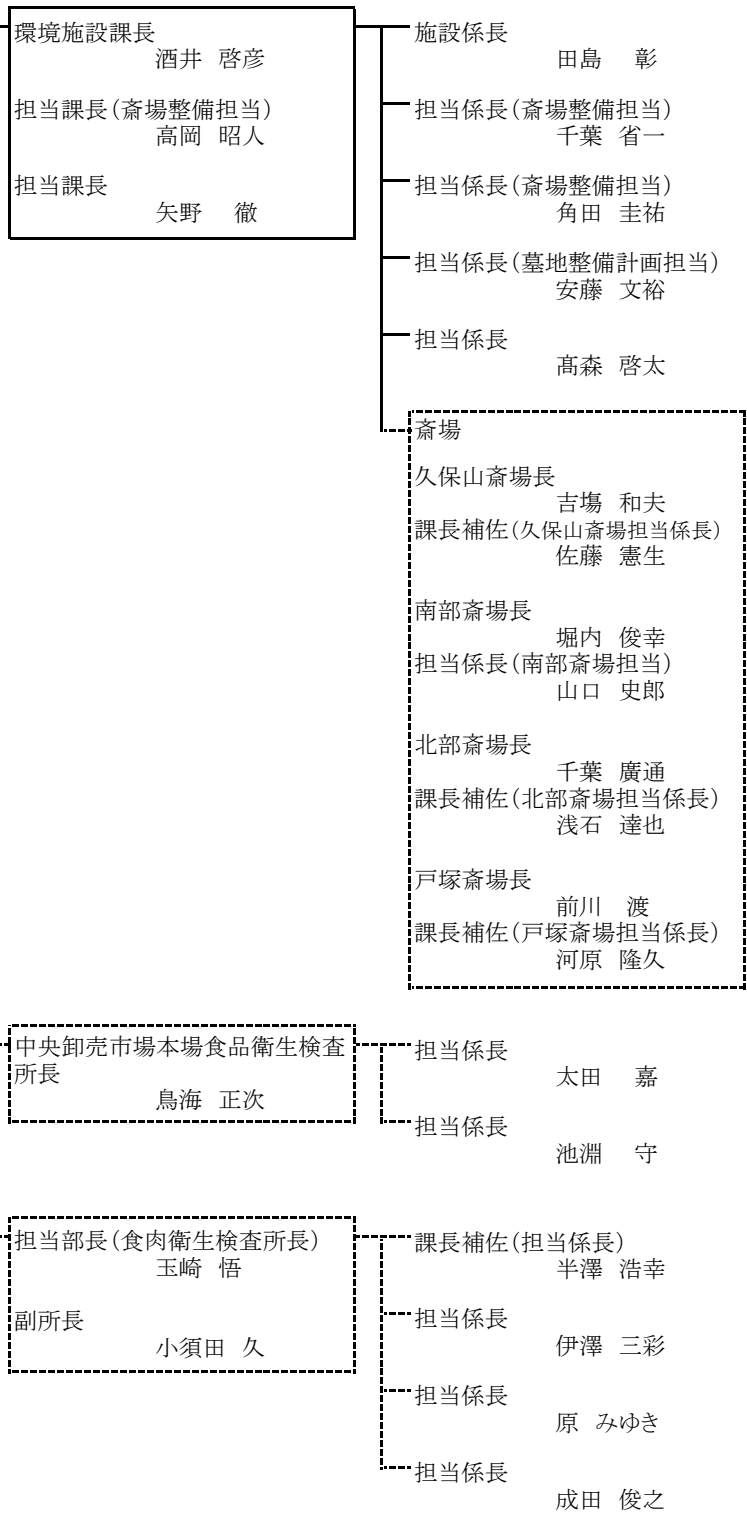 環境施設課長
酒井 啓彦
担当課長(斎場整備担当)
高岡 昭人
担当課長
矢野 徹
施設係長
田島 彰
担当係長(斎場整備担当)
千葉 省一
担当係長(斎場整備担当)
角田 圭祐
担当係長(墓地整備計画担当)
安藤 文裕
担当係長
髙森 啓太
斎場
久保山斎場長
吉塲 和夫
課長補佐(久保山斎場担当係長)
佐藤 憲生
南部斎場長
堀内 俊幸
担当係長(南部斎場担当)
山口 史郎
北部斎場長
千葉 廣通
課長補佐(北部斎場担当係長)
浅石 達也
戸塚斎場長
前川 渡
課長補佐(戸塚斎場担当係長)
河原 隆久
中央卸売市場本場食品衛生検査
所長
鳥海 正次
担当係長
太田 嘉
担当係長
池淵 守
担当部長(食肉衛生検査所長)
玉崎 悟
副所長
小須田 久
課長補佐(担当係長)
半澤 浩幸
担当係長
伊澤 三彩
担当係長
原 みゆき
担当係長
成田 俊之